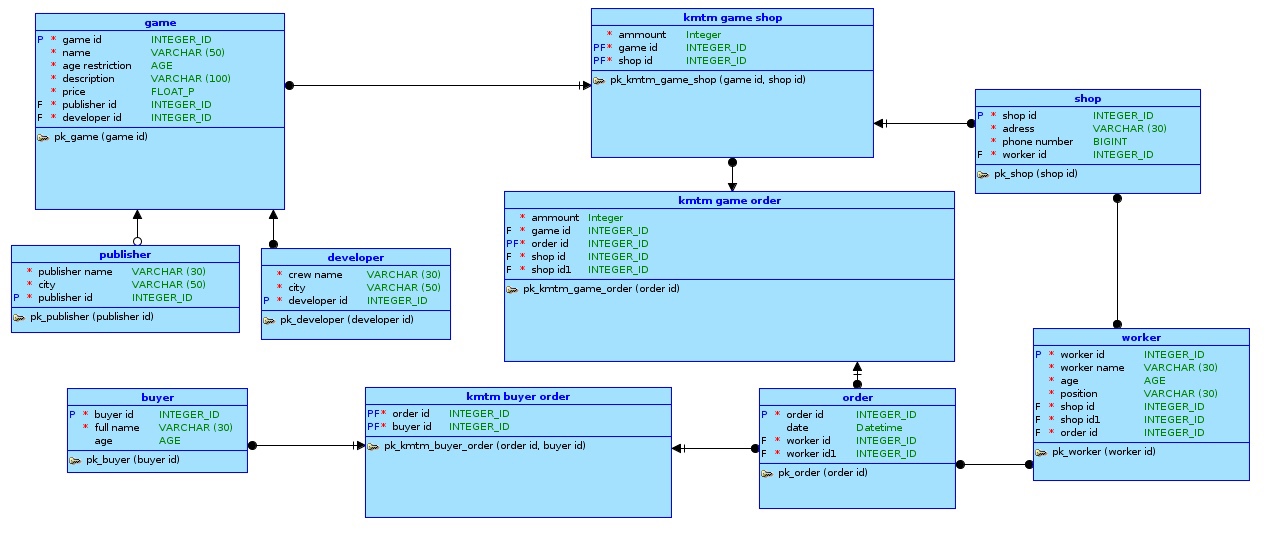 game
P * game id INTEGER_ID
* name VARCHAR (50)
* age restriction AGE
* description VARCHAR (100)
* price FLOAT_P
F * publisher id INTEGER_ID
F * developer id INTEGER_ID
pk_game (game id)
kmtm game shop
* ammount Integer
PF* game id INTEGER_ID
PF* shop id INTEGER_ID
pk_kmtm_game_shop (game id, shop id)
shop
P * shop id INTEGER_ID
* adress VARCHAR (30)
* phone number BIGINT
F * worker id INTEGER_ID
pk_shop (shop id)
kmtm game order
* ammount Integer
F * game id INTEGER_ID
PF* order id INTEGER_ID
F * shop id INTEGER_ID
F * shop id1 INTEGER_ID
pk_kmtm_game_order (order id)
publisher
* publisher name VARCHAR (30)
* city VARCHAR (50)
P * publisher id INTEGER_ID
pk_publisher (publisher id)
developer
* crew name VARCHAR (30)
* city VARCHAR (50)
P * developer id INTEGER_ID
pk_developer (developer id)
worker
P * worker id INTEGER_ID
* worker name VARCHAR (30)
* age AGE
* position VARCHAR (30)
F * shop id INTEGER_ID
F * shop id1 INTEGER_ID
F * order id INTEGER_ID
pk_worker (worker id)
buyer
P * buyer id INTEGER_ID
* full name VARCHAR (30)
age AGE
pk_buyer (buyer id)
kmtm buyer order
PF* order id INTEGER_ID
PF* buyer id INTEGER_ID
pk_kmtm_buyer_order (order id, buyer id)
order
P * order id INTEGER_ID
date Datetime
F * worker id INTEGER_ID
F * worker id1 INTEGER_ID
pk_order (order id)